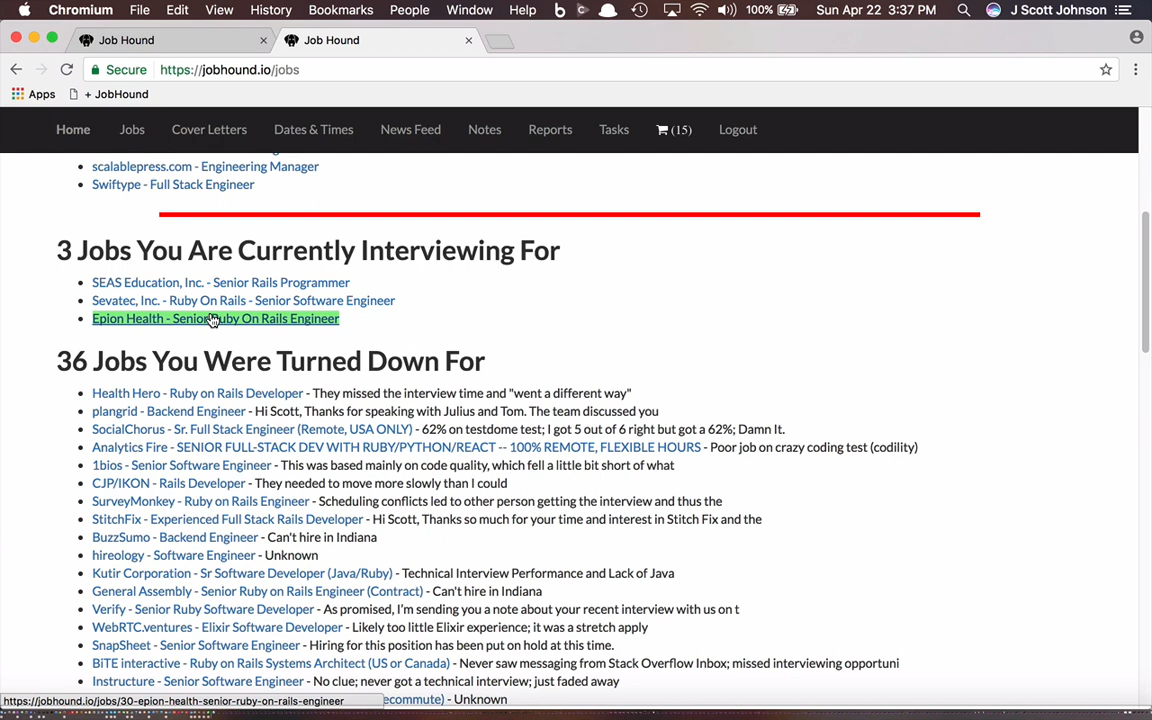 Chromium File Edit View History Bookmarks People Window Help 100% Sun Apr 22 3:37 PM J Scott Johnson
Job Hound Job Hound
Secure https://jobhound.io/jobs
Apps + JobHound
Home Jobs Cover Letters Dates & Times News Feed Notes Reports Tasks (15) Logout
scalablepress.com - Engineering Manager
Swiftype - Full Stack Engineer
3 Jobs You Are Currently Interviewing For
SEAS Education, Inc. - Senior Rails Programmer
Sevatec, Inc. - Ruby On Rails - Senior Software Engineer
Epion Health - Senior Ruby On Rails Engineer
36 Jobs You Were Turned Down For
Health Hero - Ruby on Rails Developer - They missed the interview time and "went a different way"
plangrid - Backend Engineer - Hi Scott, Thanks for speaking with Julius and Tom. The team discussed you
SocialChorus - Sr. Full Stack Engineer (Remote, USA ONLY) - 62% on testdome test; I got 5 out of 6 right but got a 62%; Damn It.
Analytics Fire - SENIOR FULL-STACK DEV WITH RUBY/PYTHON/REACT -- 100% REMOTE, FLEXIBLE HOURS - Poor job on crazy coding test (codility)
1bios - Senior Software Engineer - This was based mainly on code quality, which fell a little bit short of what
CJP/IKON - Rails Developer - They needed to move more slowly than I could
SurveyMonkey - Ruby on Rails Engineer - Scheduling conflicts led to other person getting the interview and thus the
StitchFix - Experienced Full Stack Rails Developer - Hi Scott, Thanks so much for your time and interest in Stitch Fix and the
BuzzSumo - Backend Engineer - Can't hire in Indiana
hireology - Software Engineer - Unknown
Kutir Corporation - Sr Software Developer (Java/Ruby) - Technical Interview Performance and Lack of Java
General Assembly - Senior Ruby on Rails Engineer (Contract) - Can't hire in Indiana
Verify - Senior Ruby Software Developer - As promised, I'm sending you a note about your recent interview with us on t
WebRTC.ventures - Elixir Software Developer - Likely too little Elixir experience; it was a stretch apply
SnapSheet - Senior Software Engineer - Hiring for this position has been put on hold at this time.
BiTE interactive - Ruby on Rails Systems Architect (US or Canada) - Never saw messaging from Stack Overflow Inbox; missed interviewing opportuni
Instructure - Senior Software Engineer - No clue; never got a technical interview; just faded away
https://jobhound.io/jobs/30-epion-health-senior-ruby-on-rails-engineer ecommute) - Unknown